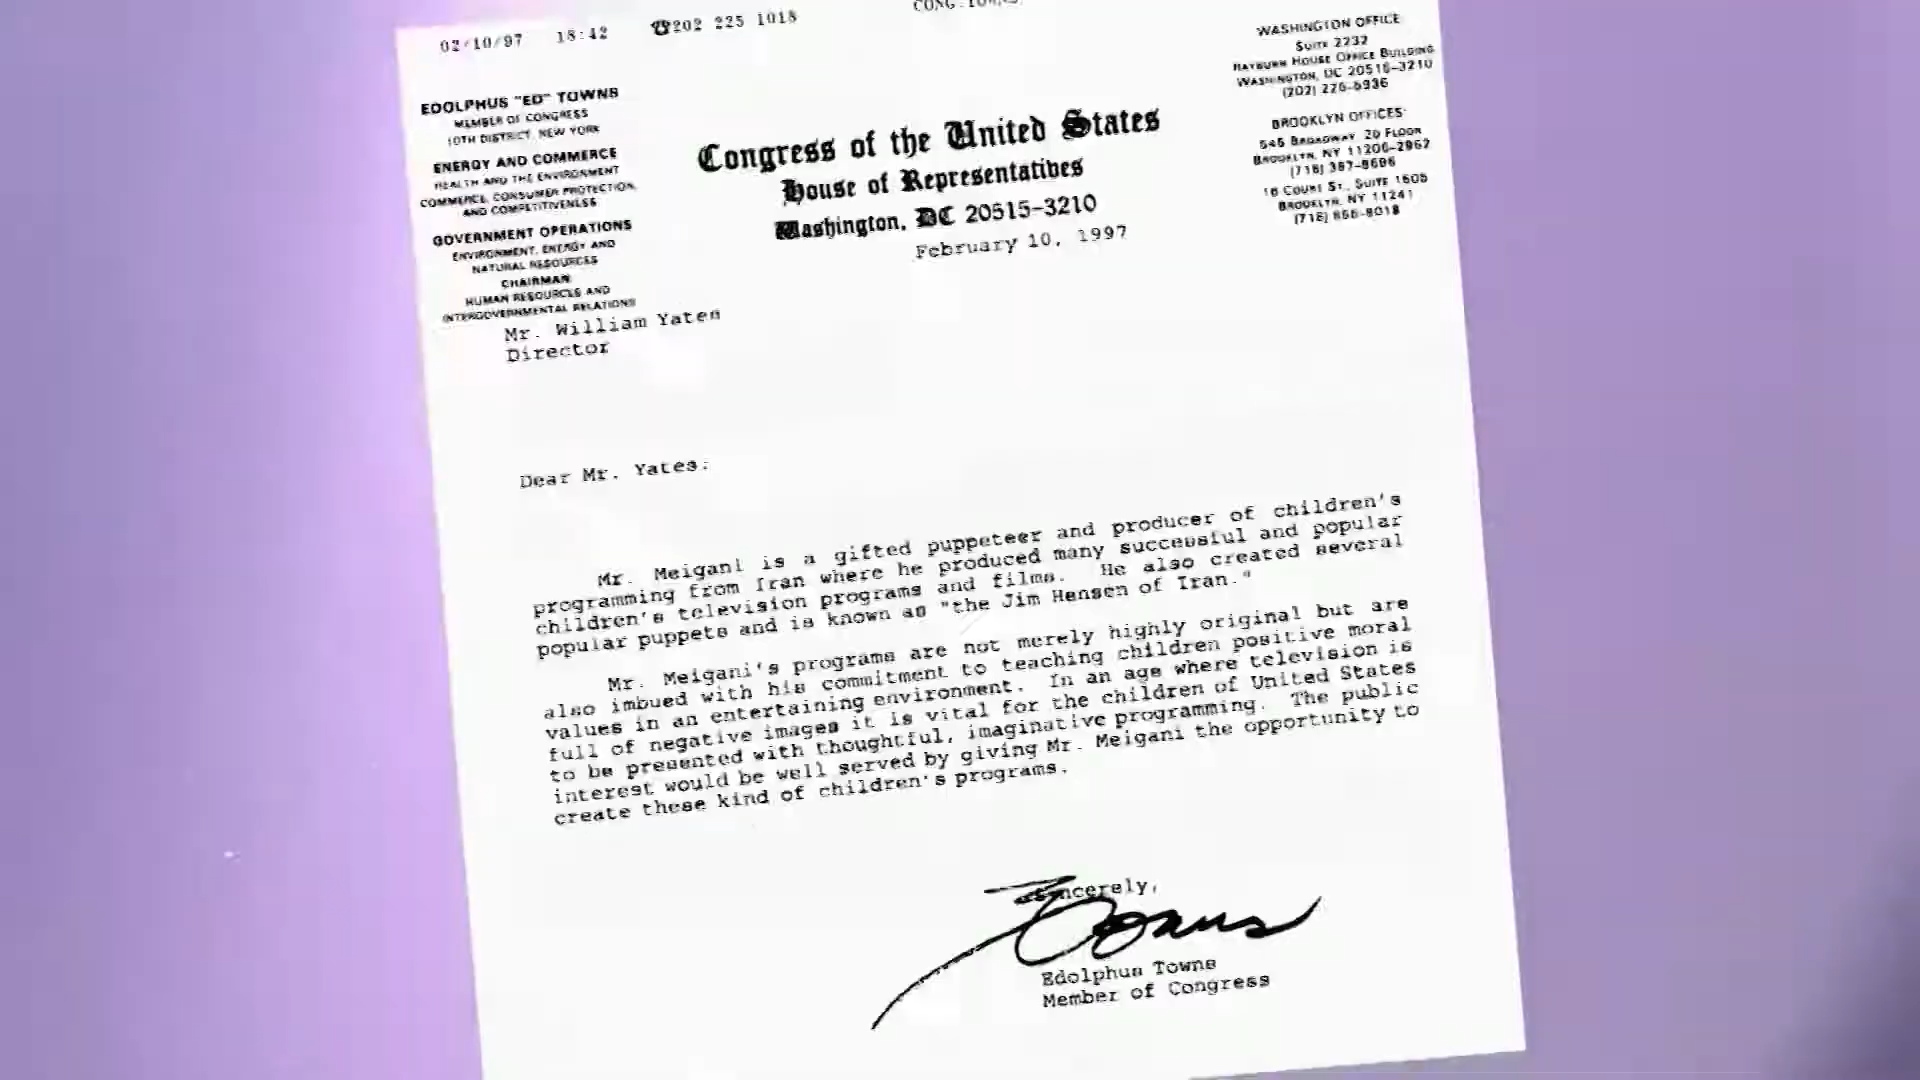 02/10/97 18:42 ☎202 225 1018
EDOLPHUS "ED" TOWNS
MEMBER OF CONGRESS
10TH DISTRICT, NEW YORK
ENERGY AND COMMERCE
HEALTH AND THE ENVIRONMENT
COMMERCE, CONSUMER PROTECTION,
AND COMPETITIVENESS
GOVERNMENT OPERATIONS
ENVIRONMENT, ENERGY AND
NATURAL RESOURCES
CHAIRMAN
HUMAN RESOURCES AND
INTERGOVERNMENTAL RELATIONS
Congress of the United States
House of Representatives
Washington, DC 20515-3210
February 10, 1997
WASHINGTON OFFICE
SUITE 2232
RAYBURN HOUSE OFFICE BUILDING
WASHINGTON, DC 20515-3210
(202) 225-5936
BROOKLYN OFFICES:
545 BROADWAY, 2D FLOOR
BROOKLYN, NY 11206-2962
(718) 387-8696
16 COURT ST., SUITE 1505
BROOKLYN, NY 11241
(718) 855-8018
Mr. William Yates
Director
Dear Mr. Yates:
Mr. Meigani is a gifted puppeteer and producer of children's
programming from Iran where he produced many successful and popular
children's television programs and films. He also created several
popular puppets and is known as "the Jim Hensen of Iran."
Mr. Meigani's programs are not merely highly original but are
also imbued with his commitment to teaching children positive moral
values in an entertaining environment. In an age where television is
full of negative images it is vital for the children of United States
to be presented with thoughtful, imaginative programming. The public
interest would be well served by giving Mr. Meigani the opportunity to
create these kind of children's programs.
Sincerely,
Edolphus Towns
Member of Congress